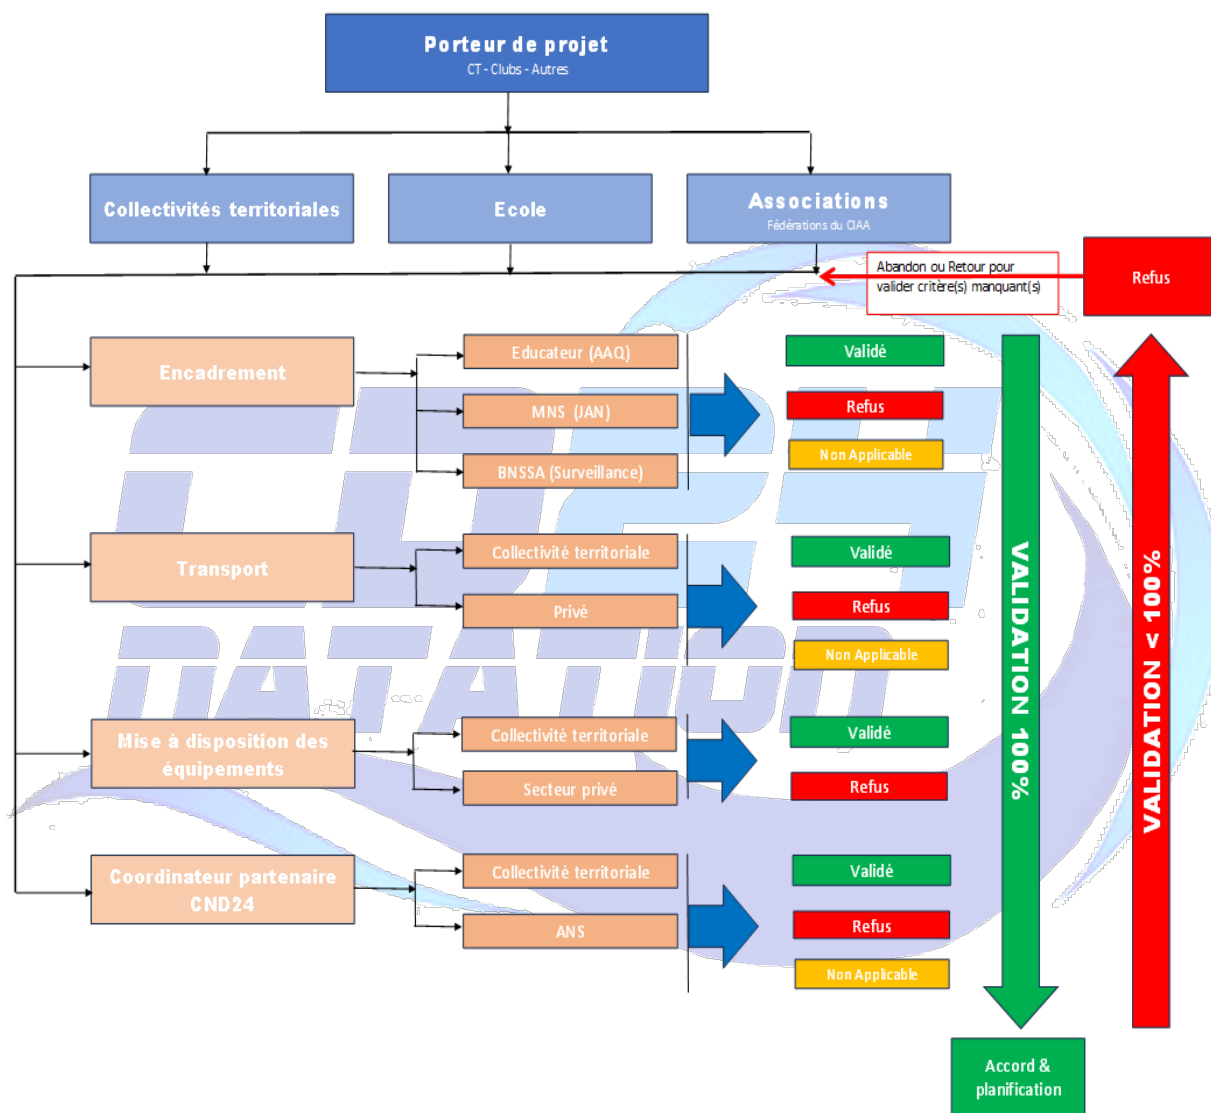 Porteur de projet
CT - Clubs - Autres
Collectivités territoriales
Ecole
Associations
Fédérations du CIAA
Abandon ou Retour pour
valider critère(s) manquant(s)
Refus
Encadrement
Educateur (AAQ)
MNS (JAN)
BNSSA (Surveillance)
Validé
Refus
Non Applicable
Transport
Collectivité territoriale
Privé
Validé
Refus
Non Applicable
Mise à disposition des
équipements
Collectivité territoriale
Secteur privé
Validé
Refus
Coordinateur partenaire
CND24
Collectivité territoriale
ANS
Validé
Refus
Non Applicable
VALIDATION 100%
VALIDATION < 100%
Accord &
planification
NATATION